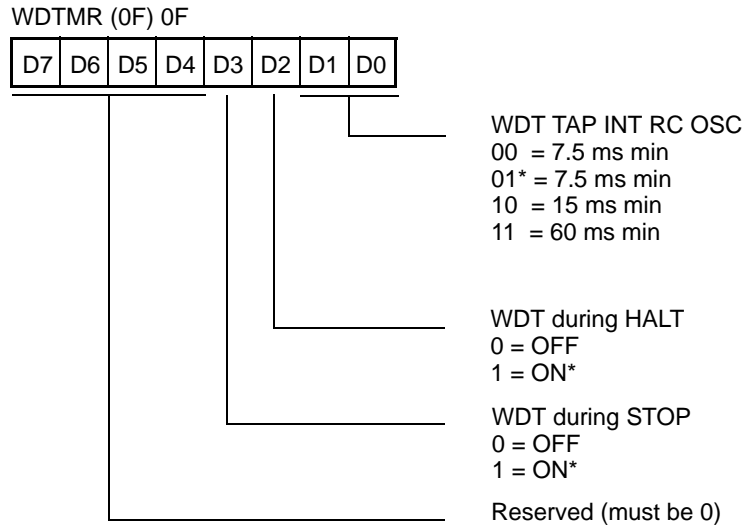 WDTMR (0F) 0F
D7 D6 D5 D4 D3 D2 D1 D0
WDT TAP INT RC OSC
00 = 7.5 ms min
01* = 7.5 ms min
10 = 15 ms min
11 = 60 ms min
WDT during HALT
0 = OFF
1 = ON*
WDT during STOP
0 = OFF
1 = ON*
Reserved (must be 0)